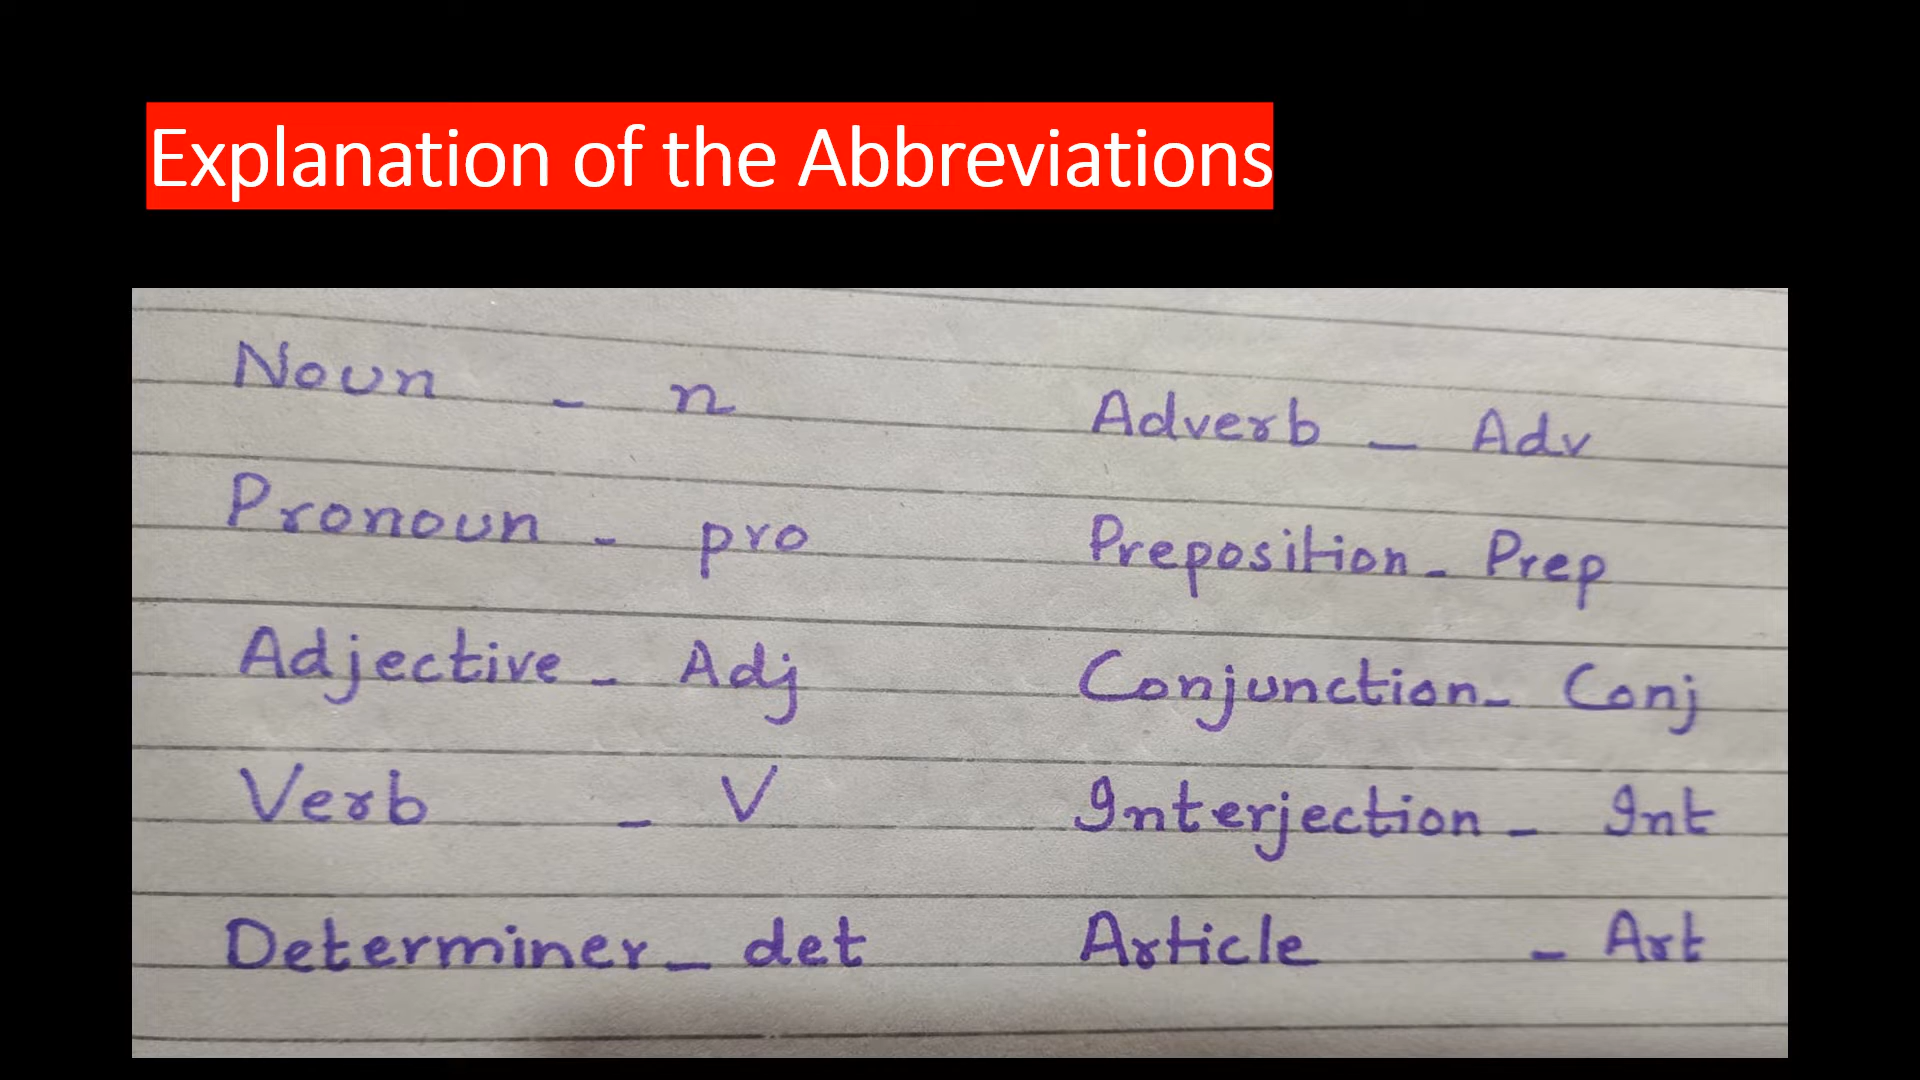 Explanation of the Abbreviations
Noun - n
Pronoun - pro
Adjective - Adj
Verb - V
Determiner - det
Adverb - Adv
Preposition - Prep
Conjunction - Conj
Interjection - Int
Article - Art